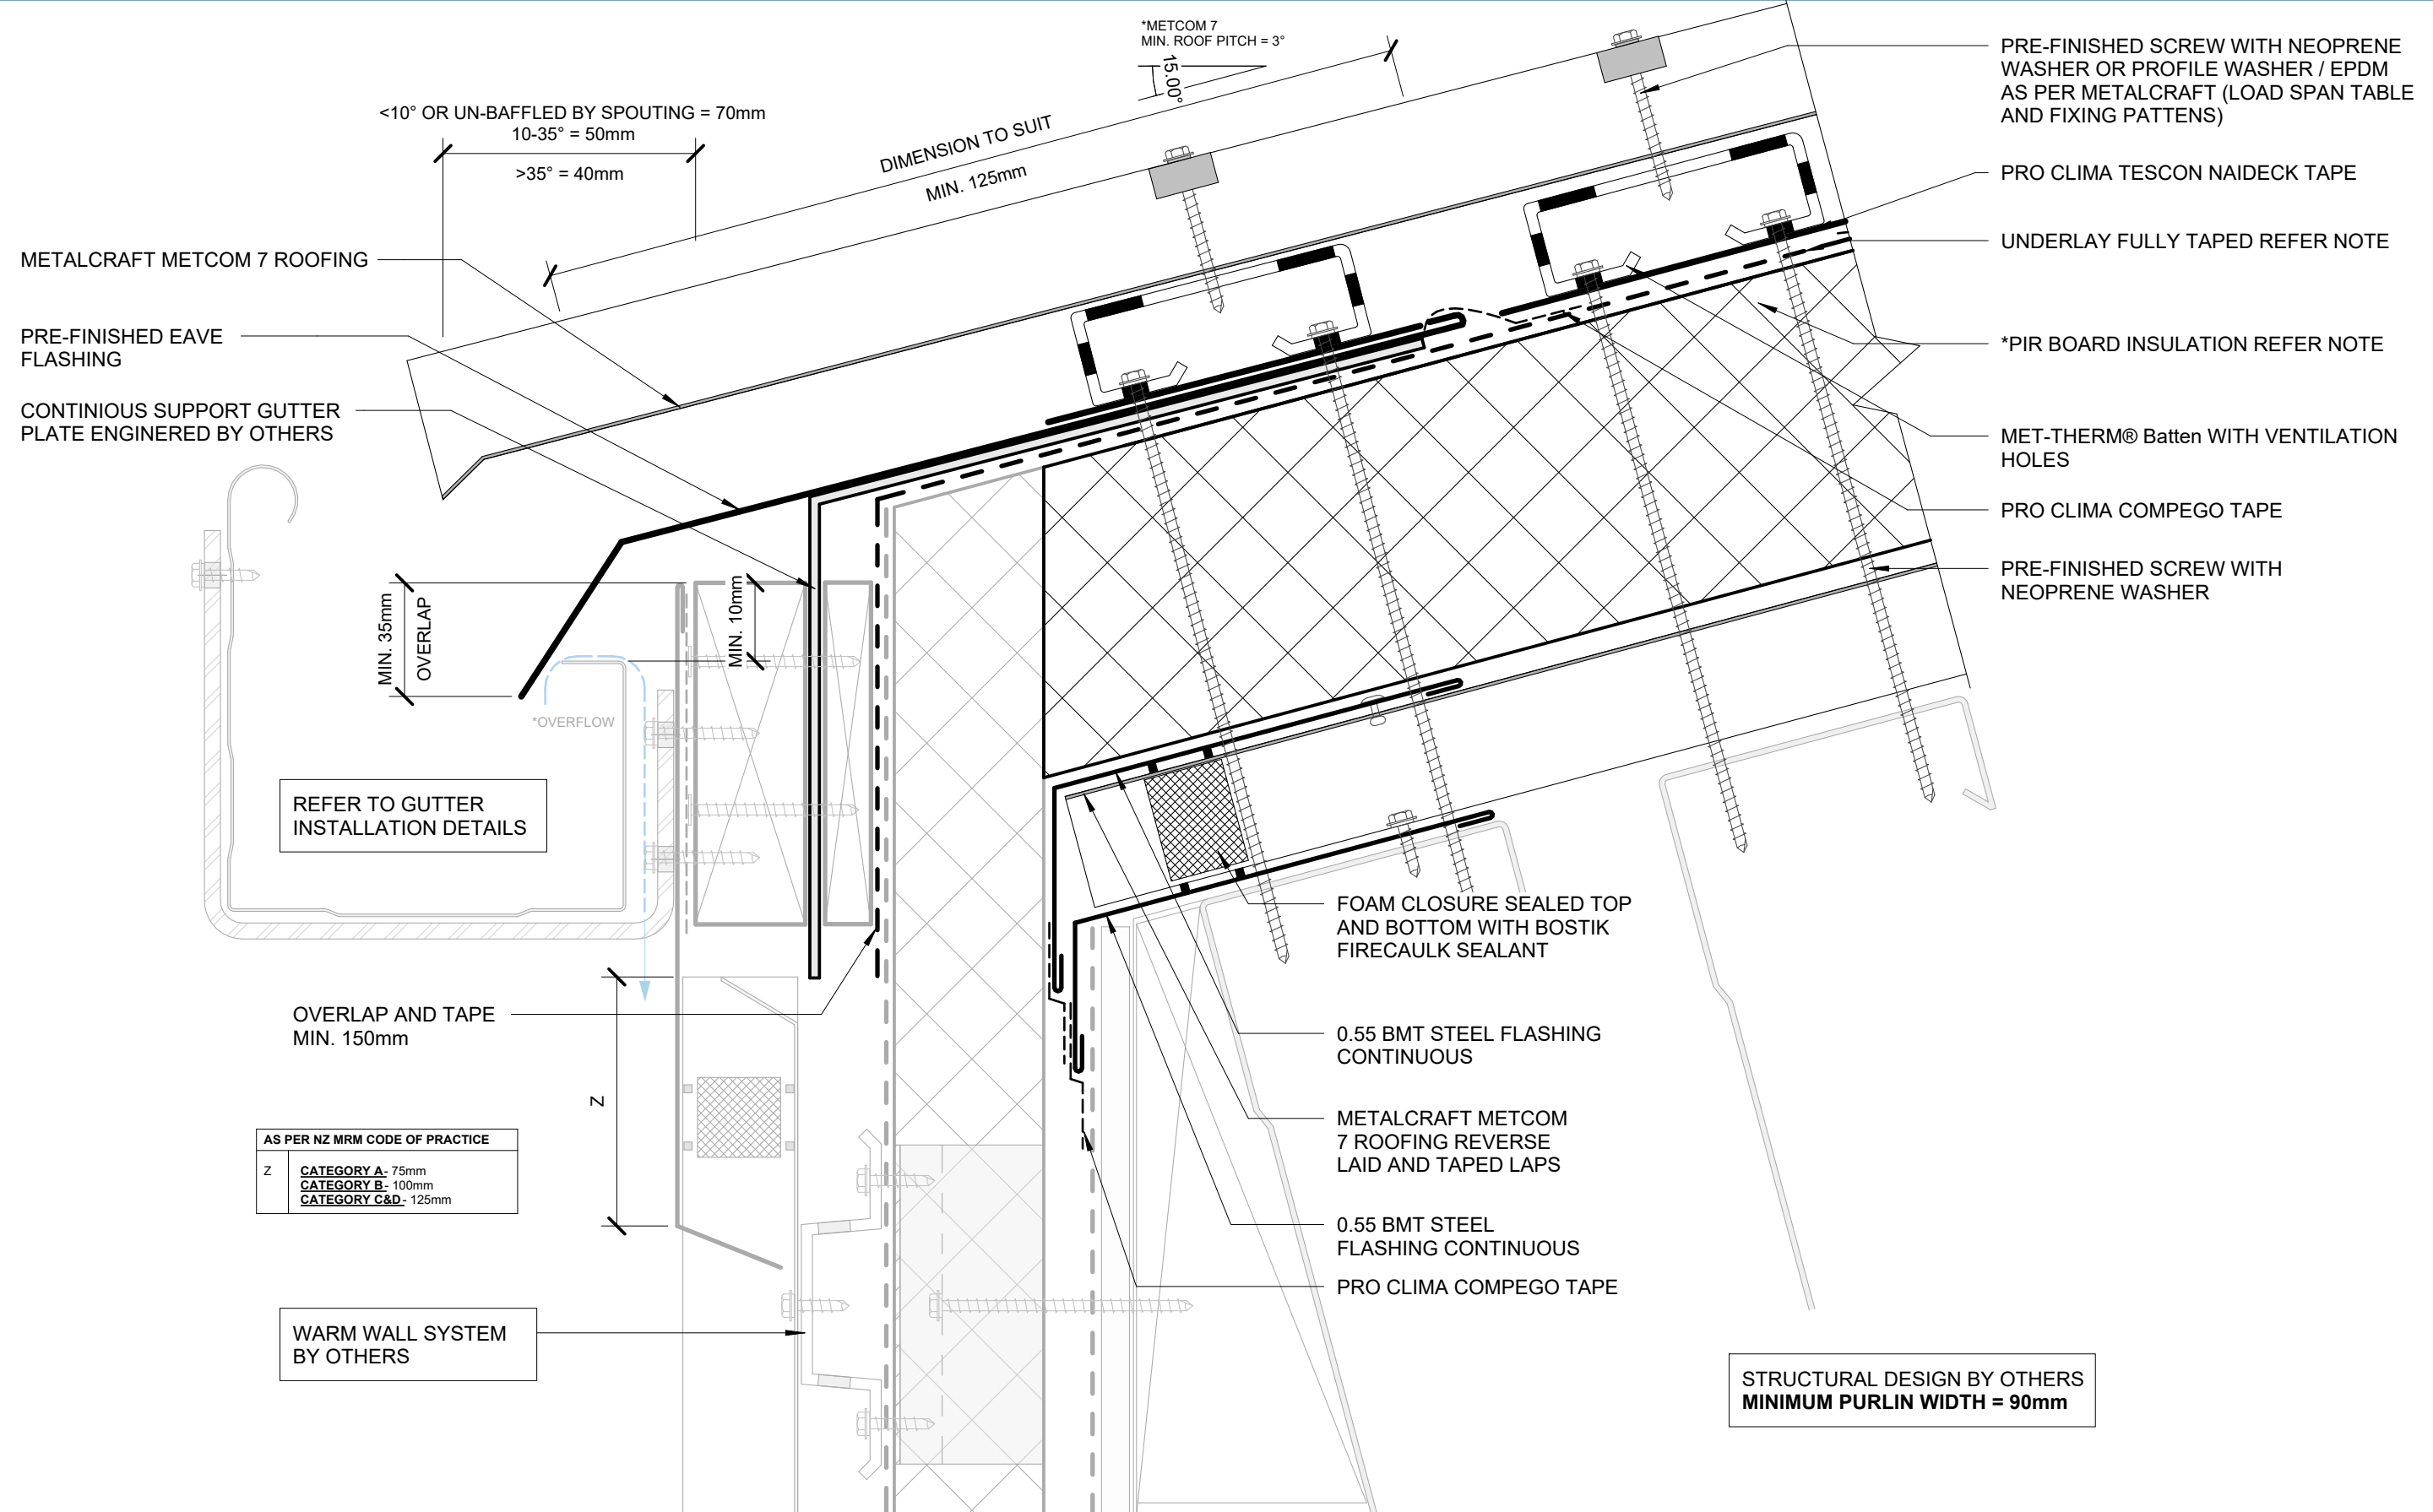 *METCOM 7
MIN. ROOF PITCH = 3°
15.00°
<10° OR UN-BAFFLED BY SPOUTING = 70mm
10-35° = 50mm
>35° = 40mm
DIMENSION TO SUIT
MIN. 125mm
METALCRAFT METCOM 7 ROOFING
PRE-FINISHED EAVE
FLASHING
CONTINIOUS SUPPORT GUTTER
PLATE ENGINERED BY OTHERS
MIN. 35mm
OVERLAP
MIN. 10mm
*OVERFLOW
REFER TO GUTTER
INSTALLATION DETAILS
OVERLAP AND TAPE
MIN. 150mm
Z
AS PER NZ MRM CODE OF PRACTICE
Z
CATEGORY A- 75mm
CATEGORY B- 100mm
CATEGORY C&D- 125mm
WARM WALL SYSTEM
BY OTHERS
PRE-FINISHED SCREW WITH NEOPRENE
WASHER OR PROFILE WASHER / EPDM
AS PER METALCRAFT (LOAD SPAN TABLE
AND FIXING PATTENS)
PRO CLIMA TESCON NAIDECK TAPE
UNDERLAY FULLY TAPED REFER NOTE
*PIR BOARD INSULATION REFER NOTE
MET-THERM® Batten WITH VENTILATION
HOLES
PRO CLIMA COMPEGO TAPE
PRE-FINISHED SCREW WITH
NEOPRENE WASHER
FOAM CLOSURE SEALED TOP
AND BOTTOM WITH BOSTIK
FIRECAULK SEALANT
0.55 BMT STEEL FLASHING
CONTINUOUS
METALCRAFT METCOM
7 ROOFING REVERSE
LAID AND TAPED LAPS
0.55 BMT STEEL
FLASHING CONTINUOUS
PRO CLIMA COMPEGO TAPE
STRUCTURAL DESIGN BY OTHERS
MINIMUM PURLIN WIDTH = 90mm